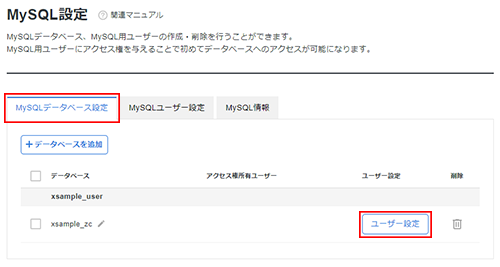 MySQL設定 ? 関連マニュアル
MySQLデータベース、MySQL用ユーザーの作成・削除を行うことができます。
MySQL用ユーザーにアクセス権を与えることで初めてデータベースへのアクセスが可能になります。
MySQLデータベース設定 MySQLユーザー設定 MySQL情報
+データベースを追加
データベース アクセス権所有ユーザー ユーザー設定 削除
xsample_user
xsample_zc ユーザー設定